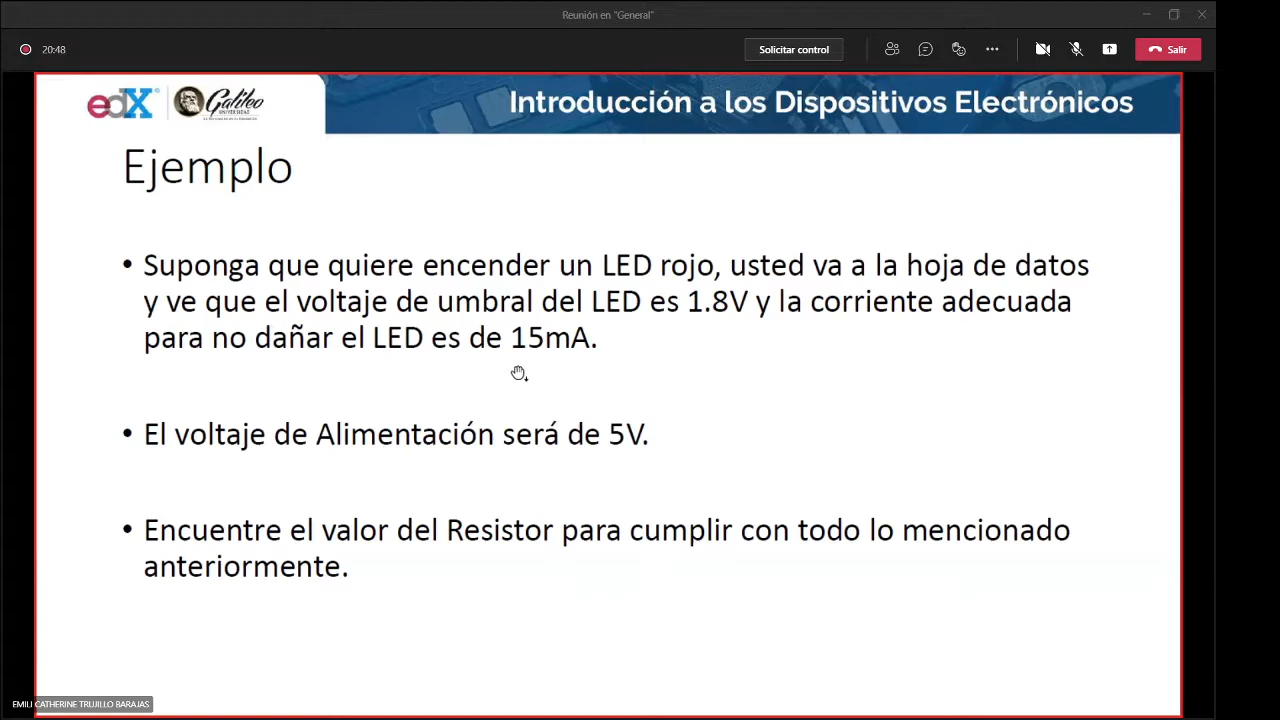 Reunión en "General"
20:48
Solicitar control
Salir
edX
Galileo
UNIVERSIDAD
Introducción a los Dispositivos Electrónicos
Ejemplo
• Suponga que quiere encender un LED rojo, usted va a la hoja de datos
y ve que el voltaje de umbral del LED es 1.8V y la corriente adecuada
para no dañar el LED es de 15mA.
• El voltaje de Alimentación será de 5V.
• Encuentre el valor del Resistor para cumplir con todo lo mencionado
anteriormente.
EMILI CATHERINE TRUJILLO BARAJAS